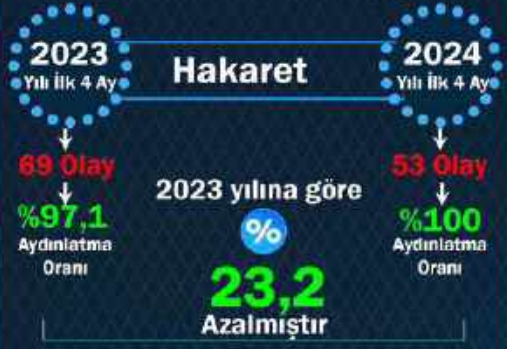 2023
Yılı İlk 4 Ay
Hakaret
2024
Yılı İlk 4 Ay
69 Olay
%97,1
Aydınlatma
Oranı
2023 yılına göre
%
23,2
Azalmıştır
53 Olay
%100
Aydınlatma
Oranı